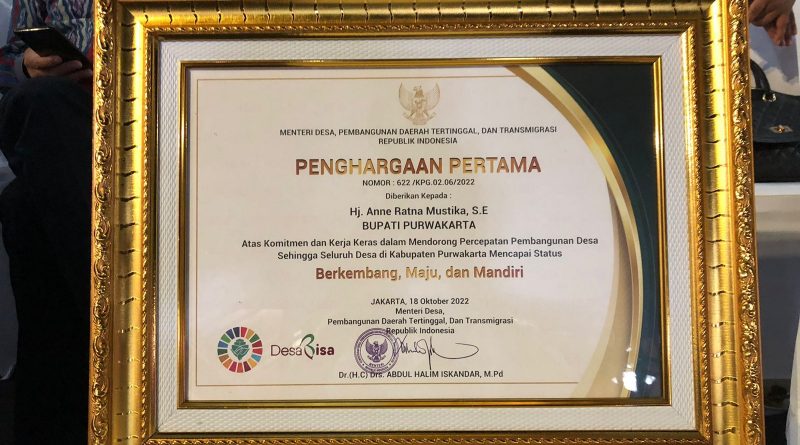 MENTERI DESA, PEMBANGUNAN DAERAH TERTINGGAL, DAN TRANSMIGRASI
REPUBLIK INDONESIA
PENGHARGAAN PERTAMA
NOMOR : 622 /KPG.02.06/2022
Diberikan Kepada :
Hj. Anne Ratna Mustika, S.E
BUPATI PURWAKARTA
Atas Komitmen dan Kerja Keras dalam Mendorong Percepatan Pembangunan Desa
Sehingga Seluruh Desa di Kabupaten Purwakarta Mencapai Status
Berkembang, Maju, dan Mandiri
JAKARTA, 18 Oktober 2022
Menteri Desa,
Pembangunan Daerah Tertinggal, Dan Transmigrasi
Republik Indonesia
Desa Bisa
Dr.(H.C) Drs. ABDUL HALIM ISKANDAR, M.Pd